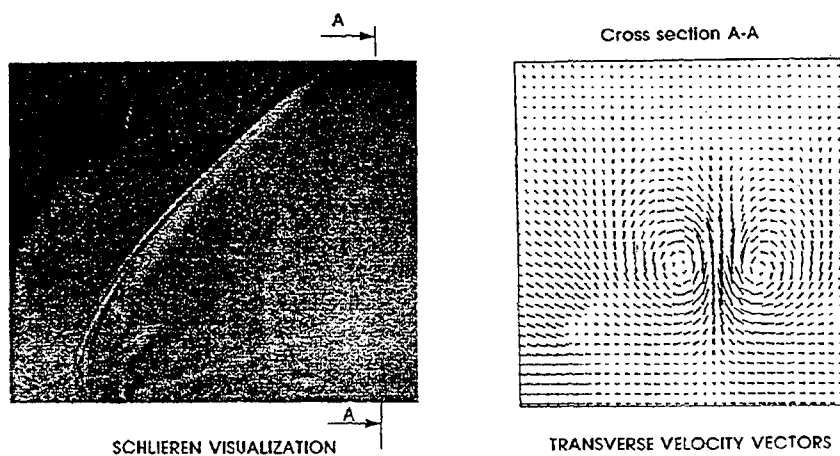 A
A
SCHLIEREN VISUALIZATION
Cross section A-A
TRANSVERSE VELOCITY VECTORS